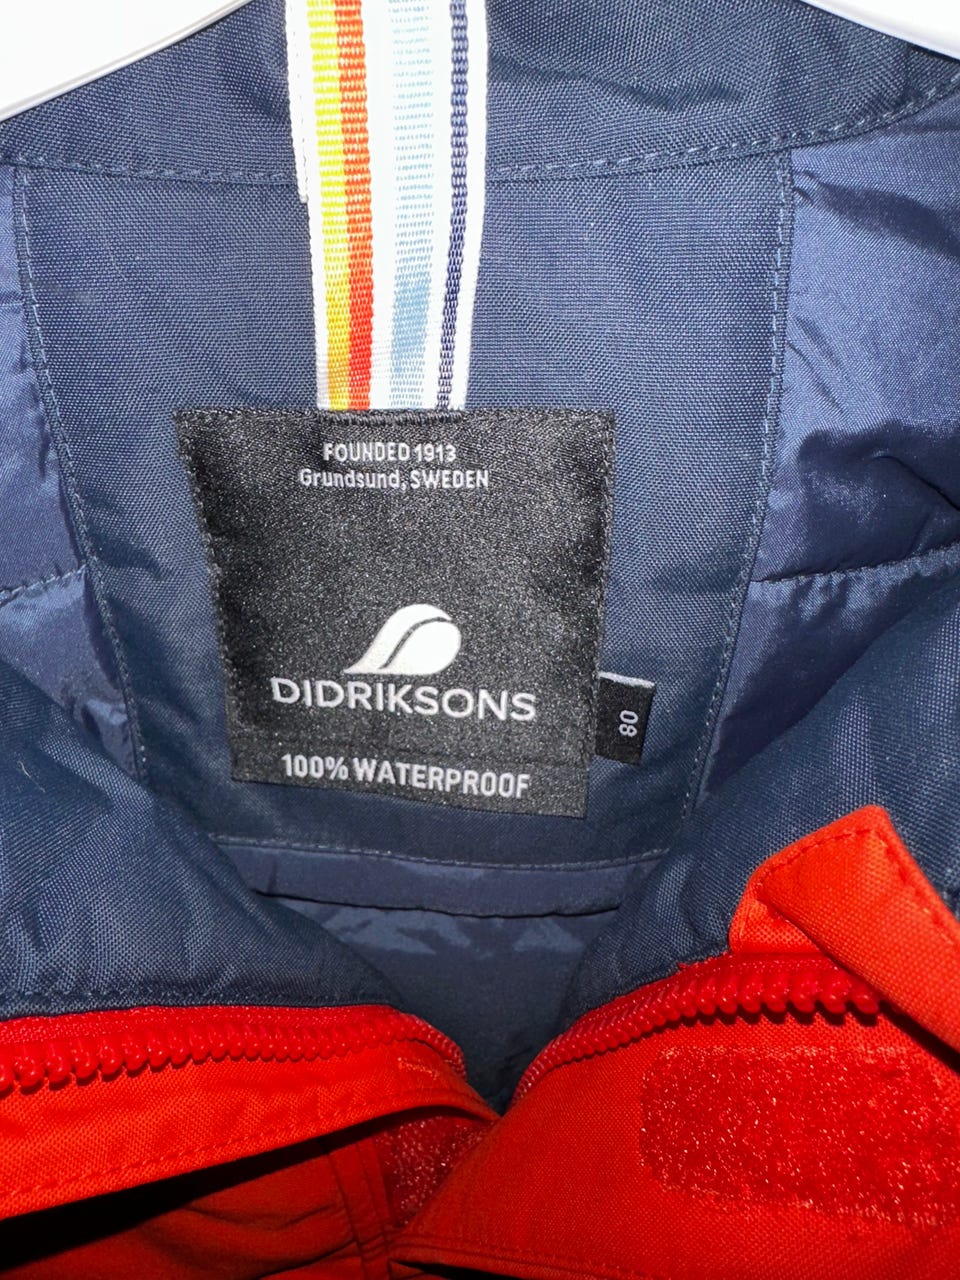 FOUNDED 1913
Grundsund, SWEDEN
DIDRIKSONS
80
100% WATERPROOF